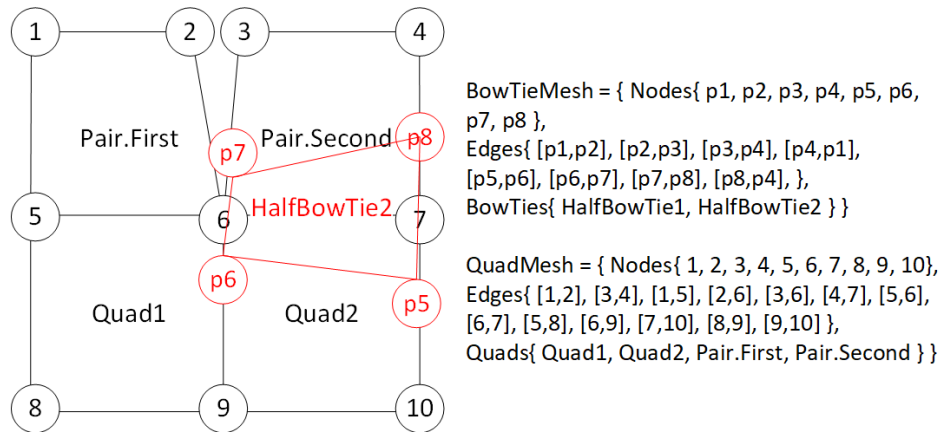 1 2 3 4
Pair.First Pair.Second
p7 p8
5 6 HalfBowTie2 7
p6 p5
Quad1 Quad2
8 9 10
BowTieMesh = { Nodes{ p1, p2, p3, p4, p5, p6,
p7, p8 },
Edges{ [p1,p2], [p2,p3], [p3,p4], [p4,p1],
[p5,p6], [p6,p7], [p7,p8], [p8,p4], },
BowTies{ HalfBowTie1, HalfBowTie2 } }
QuadMesh = { Nodes{ 1, 2, 3, 4, 5, 6, 7, 8, 9, 10},
Edges{ [1,2], [3,4], [1,5], [2,6], [3,6], [4,7], [5,6],
[6,7], [5,8], [6,9], [7,10], [8,9], [9,10] },
Quads{ Quad1, Quad2, Pair.First, Pair.Second } }